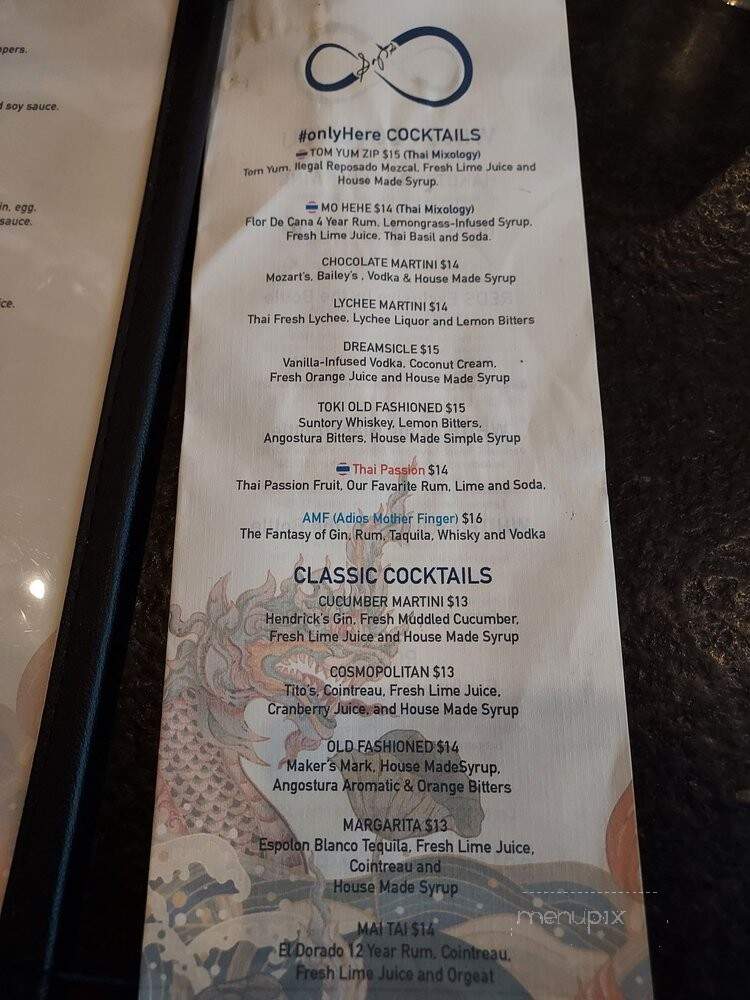 ppers.
d soy sauce.
in, egg.
sauce.
ice.
#onlyHere COCKTAILS
TOM YUM ZIP $15 (Thai Mixology)
Tom Yum, Ilegal Reposado Mezcal, Fresh Lime Juice and
House Made Syrup.
MO HEHE $14 (Thai Mixology)
Flor De Cana 4 Year Rum, Lemongrass-Infused Syrup,
Fresh Lime Juice, Thai Basil and Soda.
CHOCOLATE MARTINI $14
Mozart's, Bailey's , Vodka & House Made Syrup
LYCHEE MARTINI $14
Thai Fresh Lychee, Lychee Liquor and Lemon Bitters
DREAMSICLE $15
Vanilla-Infused Vodka, Coconut Cream,
Fresh Orange Juice and House Made Syrup
TOKI OLD FASHIONED $15
Suntory Whiskey, Lemon Bitters,
Angostura Bitters, House Made Simple Syrup
Thai Passion $14
Thai Passion Fruit, Our Favarite Rum, Lime and Soda,
AMF (Adios Mother Finger) $16
The Fantasy of Gin, Rum, Taquila, Whisky and Vodka
CLASSIC COCKTAILS
CUCUMBER MARTINI $13
Hendrick's Gin, Fresh Muddled Cucumber,
Fresh Lime Juice and House Made Syrup
COSMOPOLITAN $13
Tito's, Cointreau, Fresh Lime Juice,
Cranberry Juice, and House Made Syrup
OLD FASHIONED $14
Maker's Mark, House MadeSyrup,
Angostura Aromatic & Orange Bitters
MARGARITA $13
Espolon Blanco Tequila, Fresh Lime Juice,
Cointreau and
House Made Syrup
MAI TAI $14
El Dorado 12 Year Rum, Cointreau,
Fresh Lime Juice and Orgeat
menupix